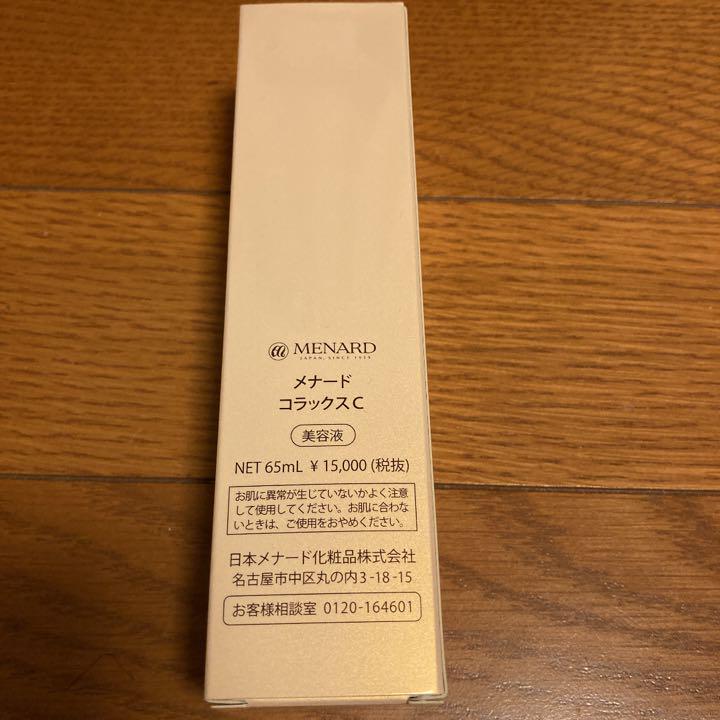 MENARD
JAPAN, SINCE 1959
メナード
コラックスC
美容液
NET 65mL ¥ 15,000 (税抜)
お肌に異常が生じていないかよく注意
して使用してください。お肌に合わな
いときは、ご使用をおやめください。
日本メナード化粧品株式会社
名古屋市中区丸の内3-18-15
お客様相談室 0120-164601